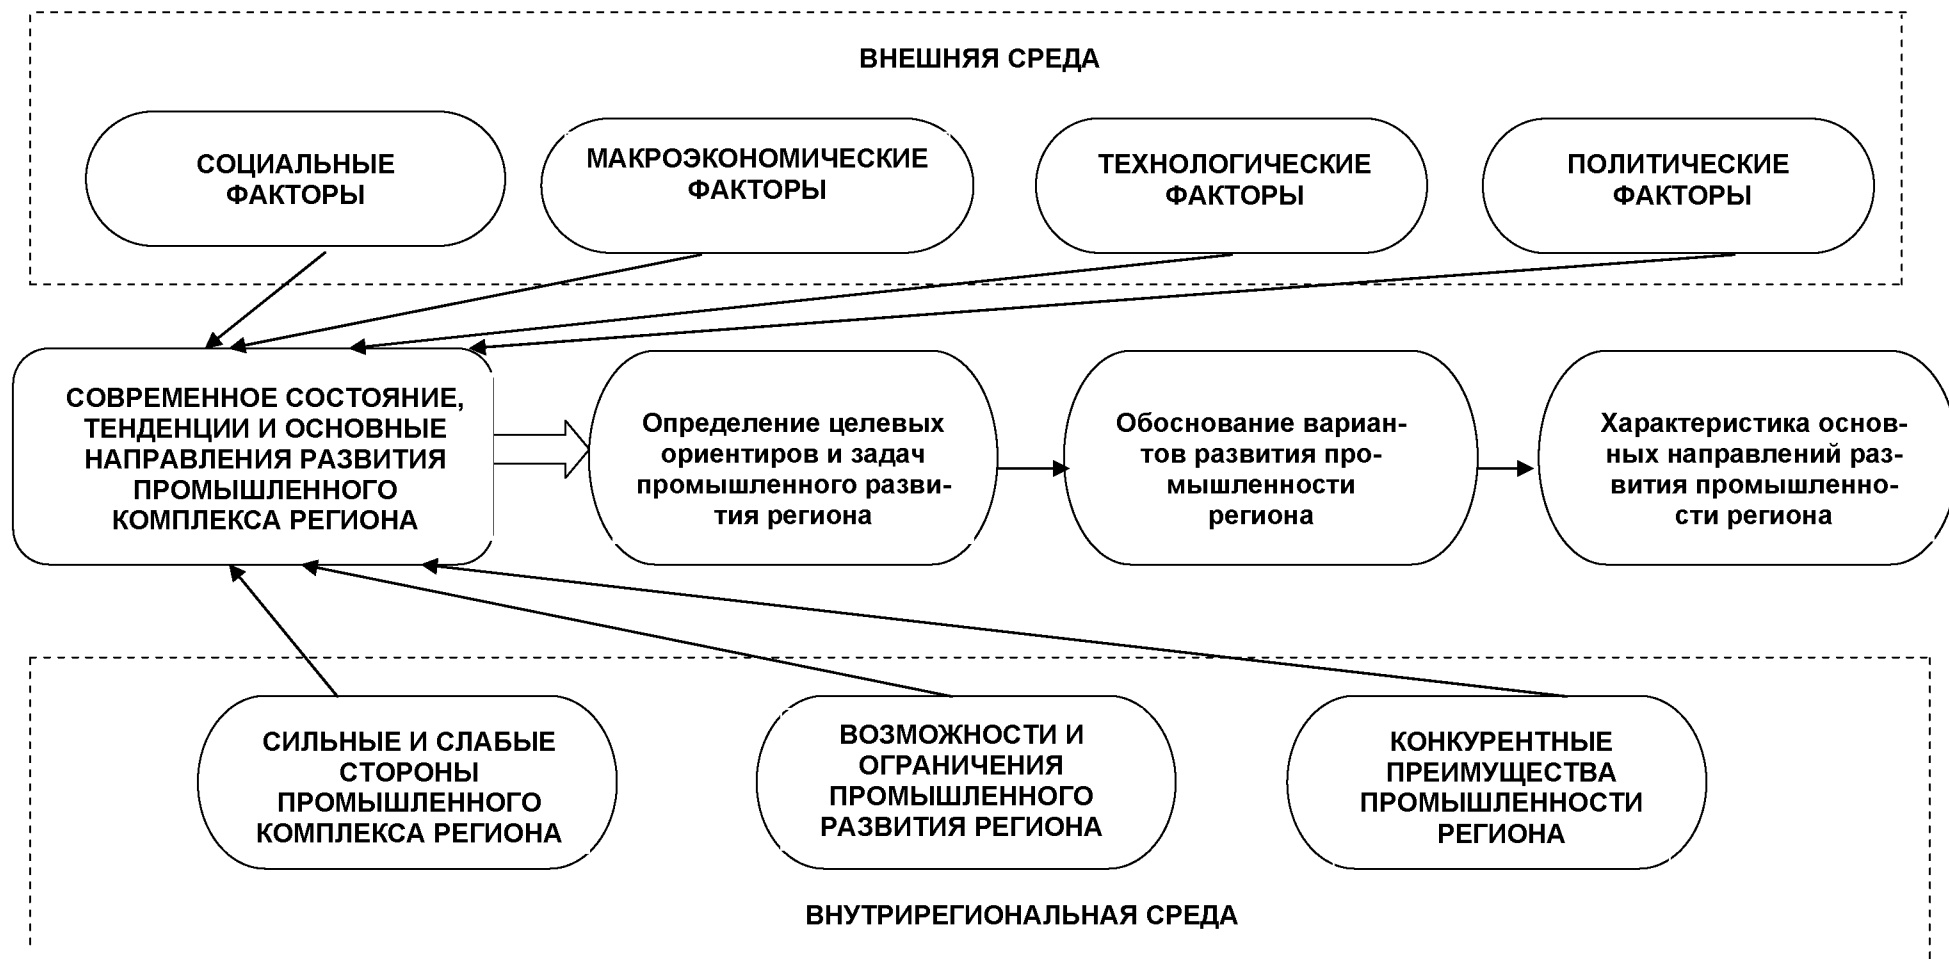 ВНЕШНЯЯ СРЕДА
СОЦИАЛЬНЫЕ
ФАКТОРЫ
МАКРОЭКОНОМИЧЕСКИЕ
ФАКТОРЫ
ТЕХНОЛОГИЧЕСКИЕ
ФАКТОРЫ
ПОЛИТИЧЕСКИЕ
ФАКТОРЫ
СОВРЕМЕННОЕ СОСТОЯНИЕ,
ТЕНДЕНЦИИ И ОСНОВНЫЕ
НАПРАВЛЕНИЯ РАЗВИТИЯ
ПРОМЫШЛЕННОГО
КОМПЛЕКСА РЕГИОНА
Определение целевых
ориентиров и задач
промышленного разви-
тия региона
Обоснование вариан-
тов развития про-
мышленности
региона
Характеристика основ-
ных направлений раз-
вития промышленно-
сти региона
СИЛЬНЫЕ И СЛАБЫЕ
СТОРОНЫ
ПРОМЫШЛЕННОГО
КОМПЛЕКСА РЕГИОНА
ВОЗМОЖНОСТИ И
ОГРАНИЧЕНИЯ
ПРОМЫШЛЕННОГО
РАЗВИТИЯ РЕГИОНА
КОНКУРЕНТНЫЕ
ПРЕИМУЩЕСТВА
ПРОМЫШЛЕННОСТИ
РЕГИОНА
ВНУТРИРЕГИОНАЛЬНАЯ СРЕДА